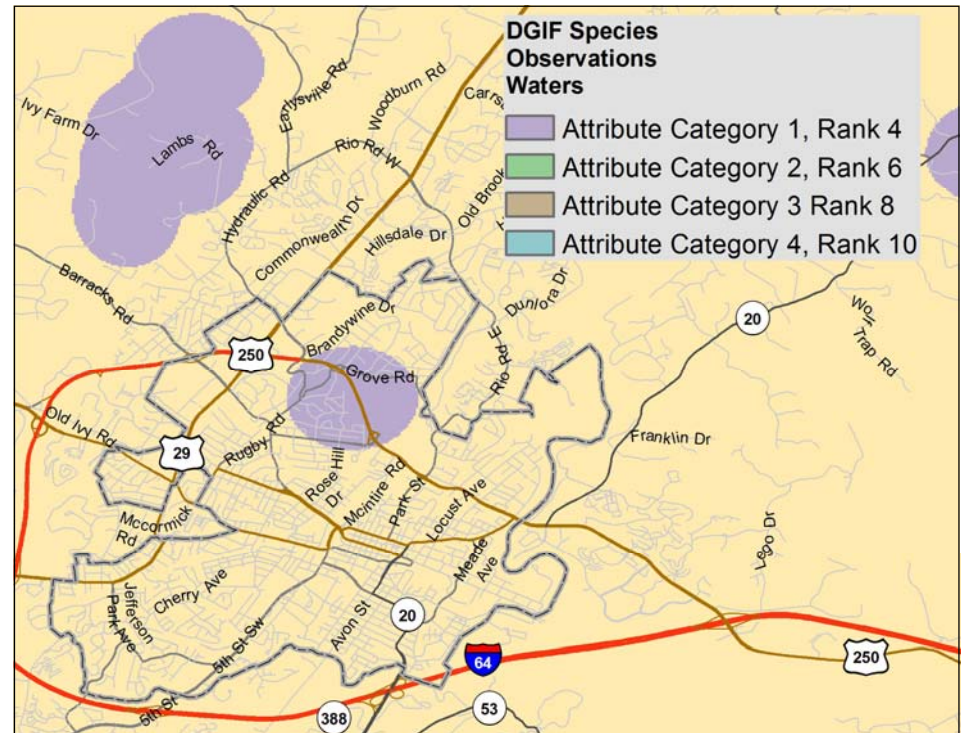 DGIF Species
Observations
Waters
Attribute Category 1, Rank 4
Attribute Category 2, Rank 6
Attribute Category 3 Rank 8
Attribute Category 4, Rank 10
Ivy Farm Dr
Lambs Rd
Earlysville Rd
Woodburn Rd
Rio Rd W
Hydraulic Rd
Commonwealth Dr
Hillsdale Dr
Old Brook
Barracks Rd
Brandywine Dr
Dunlora Dr
Rio Rd E
20
Wolf Trap Rd
250
Grove Rd
Old Ivy Rd
29
Rugby Rd
Rose Hill Dr
Mcintire Rd
Park St
Locust Ave
Franklin Dr
Mccormick Rd
Meade Ave
Lego Dr
Jefferson Park Ave
Cherry Ave
5th St Sw
Avon St
20
64
250
5th St
388
53